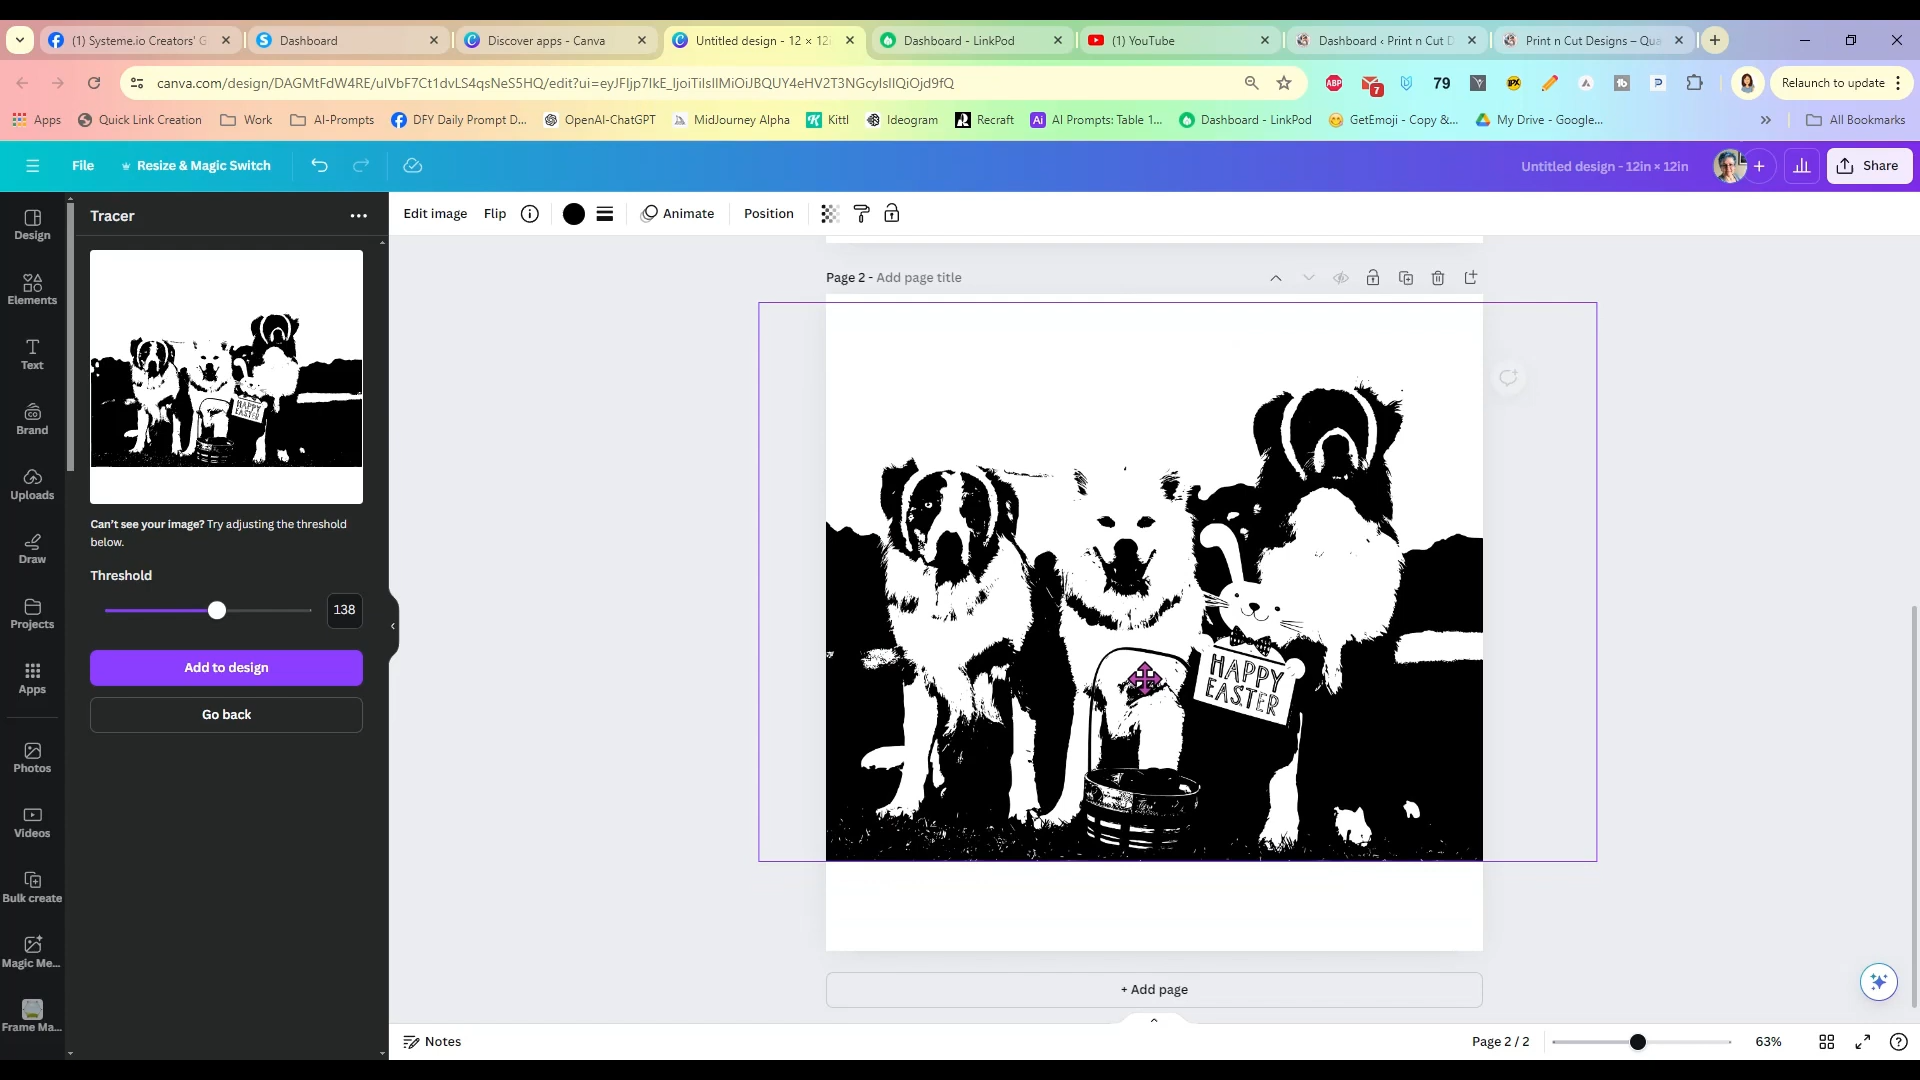 (1) Systeme.io Creators' G
Dashboard
Discover apps - Canva
Untitled design - 12 × 12i
Dashboard - LinkPod
(1) YouTube
Dashboard ‹ Print n Cut D
Print n Cut Designs – Qua
canva.com/design/DAGMtFdW4RE/ulVbF7Ct1dvLS4qsNeS5HQ/edit?ui=eyJFIjp7IkE_IjoiTilsIlMiOiJBQUY4eHV2T3NGcylsIlQiOjd9fQ
ABP
7
79
Relaunch to update
Apps
Quick Link Creation
Work
AI-Prompts
DFY Daily Prompt D...
OpenAI-ChatGPT
MidJourney Alpha
Kittl
Ideogram
Recraft
AI Prompts: Table 1...
Dashboard - LinkPod
GetEmoji - Copy &...
My Drive - Google...
All Bookmarks
File
Resize & Magic Switch
Untitled design - 12in × 12in
Share
Design
Elements
Text
Brand
Uploads
Draw
Projects
Apps
Photos
Videos
Bulk create
Magic Me...
Frame Ma...
Tracer
HAPPY
EASTER
Can't see your image? Try adjusting the threshold
below.
Threshold
138
Add to design
Go back
Edit image
Flip
Animate
Position
Page 2 - Add page title
HAPPY
EASTER
+ Add page
Notes
Page 2 / 2
63%